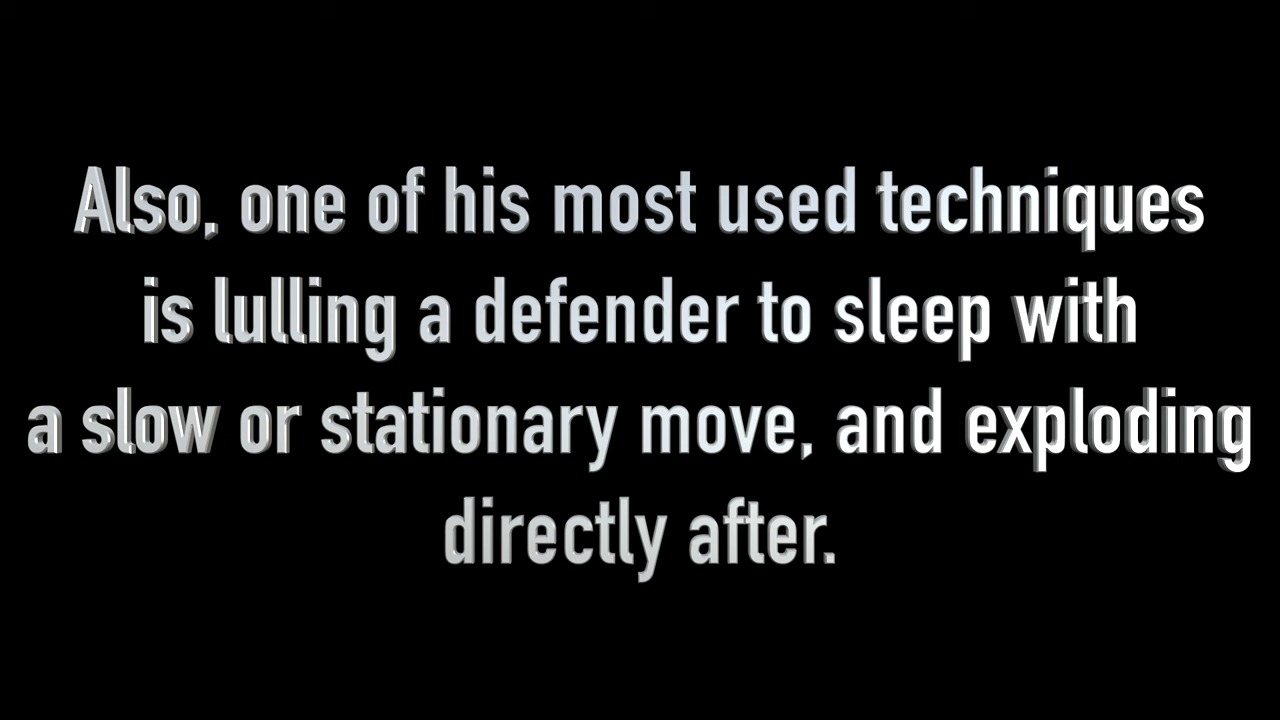 Also, one of his most used techniques
is lulling a defender to sleep with
a slow or stationary move, and exploding
directly after.